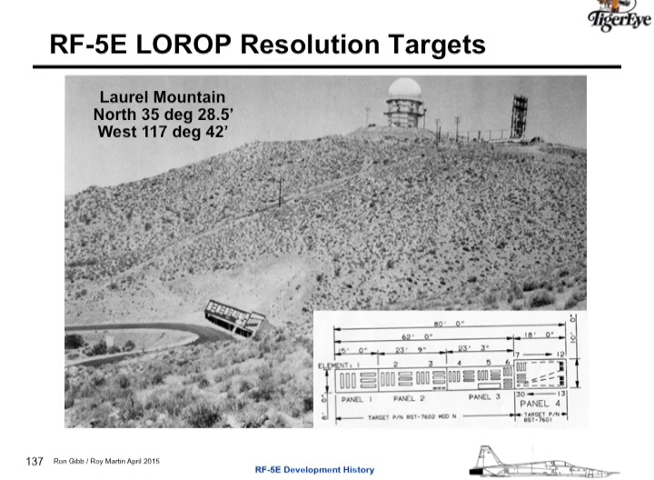 TigerEye
RF-5E LOROP Resolution Targets
Laurel Mountain
North 35 deg 28.5'
West 117 deg 42'
80' 0"
62' 0" 18' 0"
15' 0" 23' 9" 23' 3"
10' 0"
ELEMENT: 1 2 3 4 5 6 7 12
30 13
PANEL 1 PANEL 2 PANEL 3 PANEL 4
TARGET P/N RST-7602 MOD N
TARGET P/N
RST-7601
137 Ron Gibb / Roy Martin April 2015
RF-5E Development History